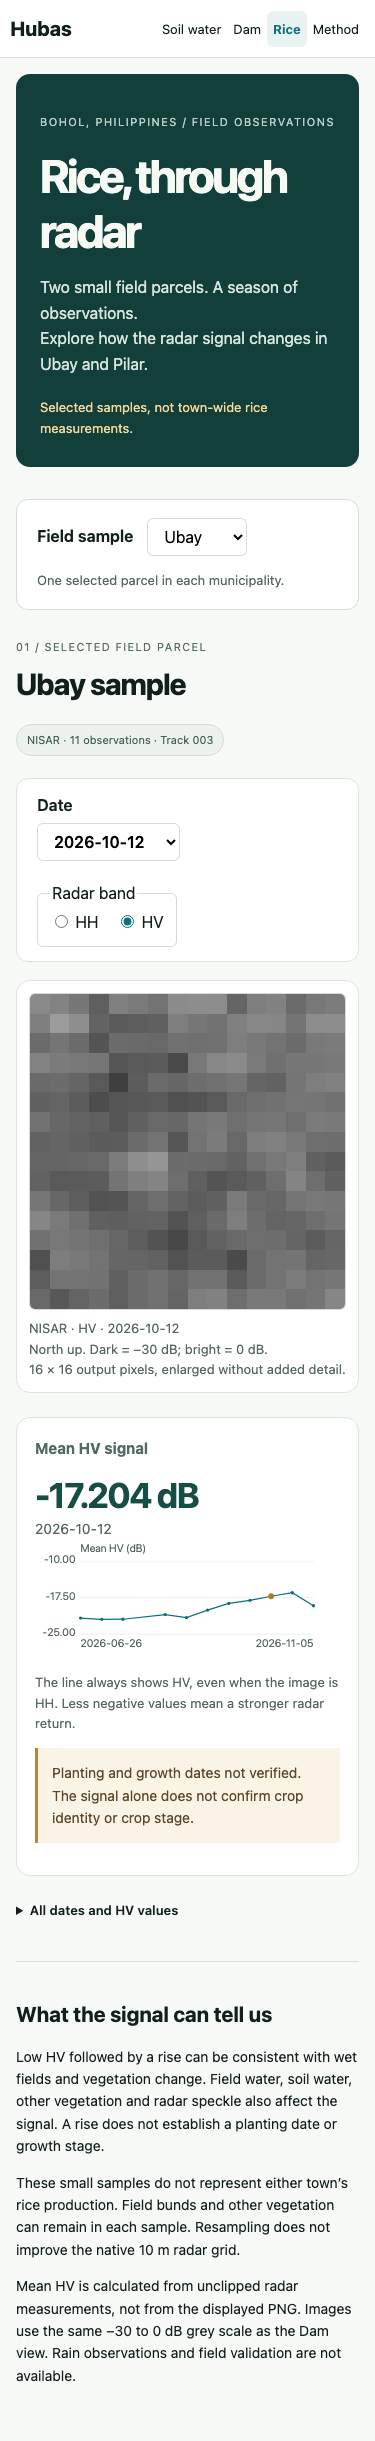 Hubas
Soil water Dam Rice Method
BOHOL, PHILIPPINES / FIELD OBSERVATIONS
Rice, through
radar
Two small field parcels. A season of
observations.
Explore how the radar signal changes in
Ubay and Pilar.
Selected samples, not town-wide rice
measurements.
Field sample Ubay
One selected parcel in each municipality.
01 / SELECTED FIELD PARCEL
Ubay sample
NISAR · 11 observations · Track 003
Date
2026-10-12
Radar band
HH HV
NISAR · HV · 2026-10-12
North up. Dark = −30 dB; bright = 0 dB.
16 × 16 output pixels, enlarged without added detail.
Mean HV signal
-17.204 dB
2026-10-12
Mean HV (dB)
-10.00
-17.50
-25.00
2026-06-26 2026-11-05
The line always shows HV, even when the image is
HH. Less negative values mean a stronger radar
return.
Planting and growth dates not verified.
The signal alone does not confirm crop
identity or crop stage.
All dates and HV values
What the signal can tell us
Low HV followed by a rise can be consistent with wet
fields and vegetation change. Field water, soil water,
other vegetation and radar speckle also affect the
signal. A rise does not establish a planting date or
growth stage.
These small samples do not represent either town's
rice production. Field bunds and other vegetation
can remain in each sample. Resampling does not
improve the native 10 m radar grid.
Mean HV is calculated from unclipped radar
measurements, not from the displayed PNG. Images
use the same −30 to 0 dB grey scale as the Dam
view. Rain observations and field validation are not
available.